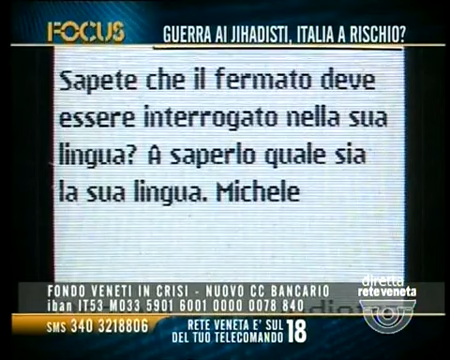 FOCUS
GUERRA AI JIHADISTI, ITALIA A RISCHIO?
Sapete che il fermato deve
essere interrogato nella sua
lingua? A saperlo quale sia
la sua lingua. Michele
FONDO VENETI IN CRISI - NUOVO CC BANCARIO
iban IT53 M033 5901 6001 0000 0078 840
diretta
reteveneta
SMS 340 3218806
RETE VENETA E' SUL
DEL TUO TELECOMANDO 18